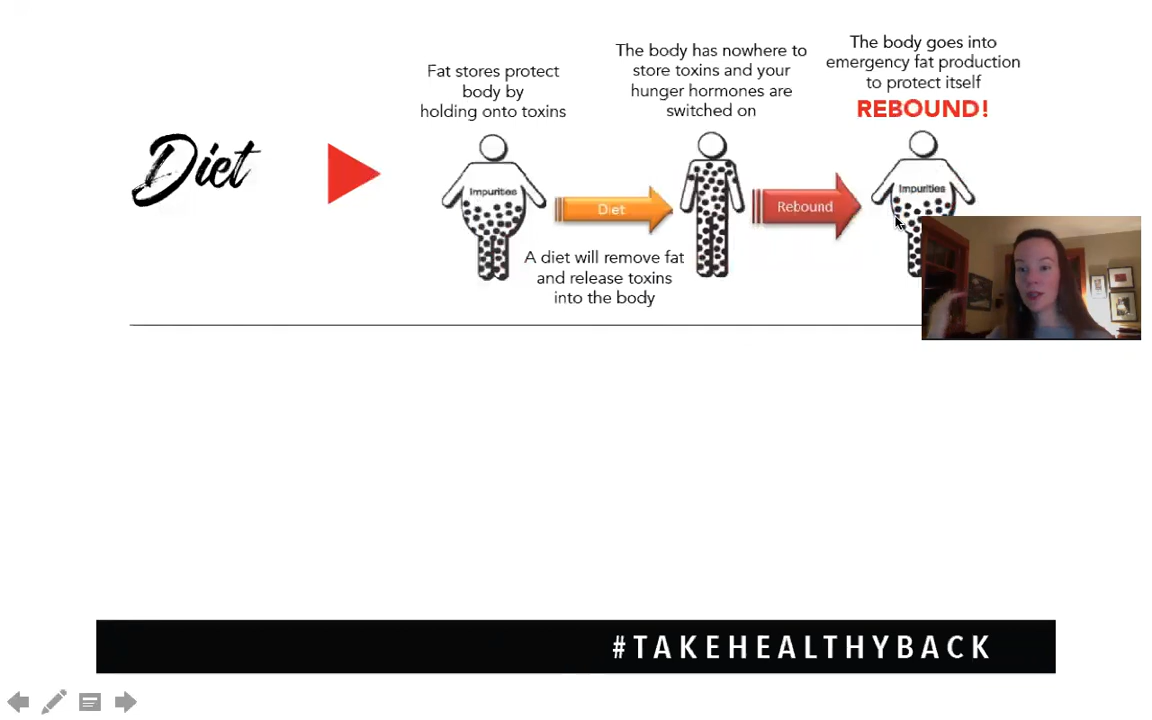 Diet
Fat stores protect
body by
holding onto toxins
Impurities
Diet
A diet will remove fat
and release toxins
into the body
The body has nowhere to
store toxins and your
hunger hormones are
switched on
Rebound
The body goes into
emergency fat production
to protect itself
REBOUND!
Impurities
#TAKEHEALTHYBACK